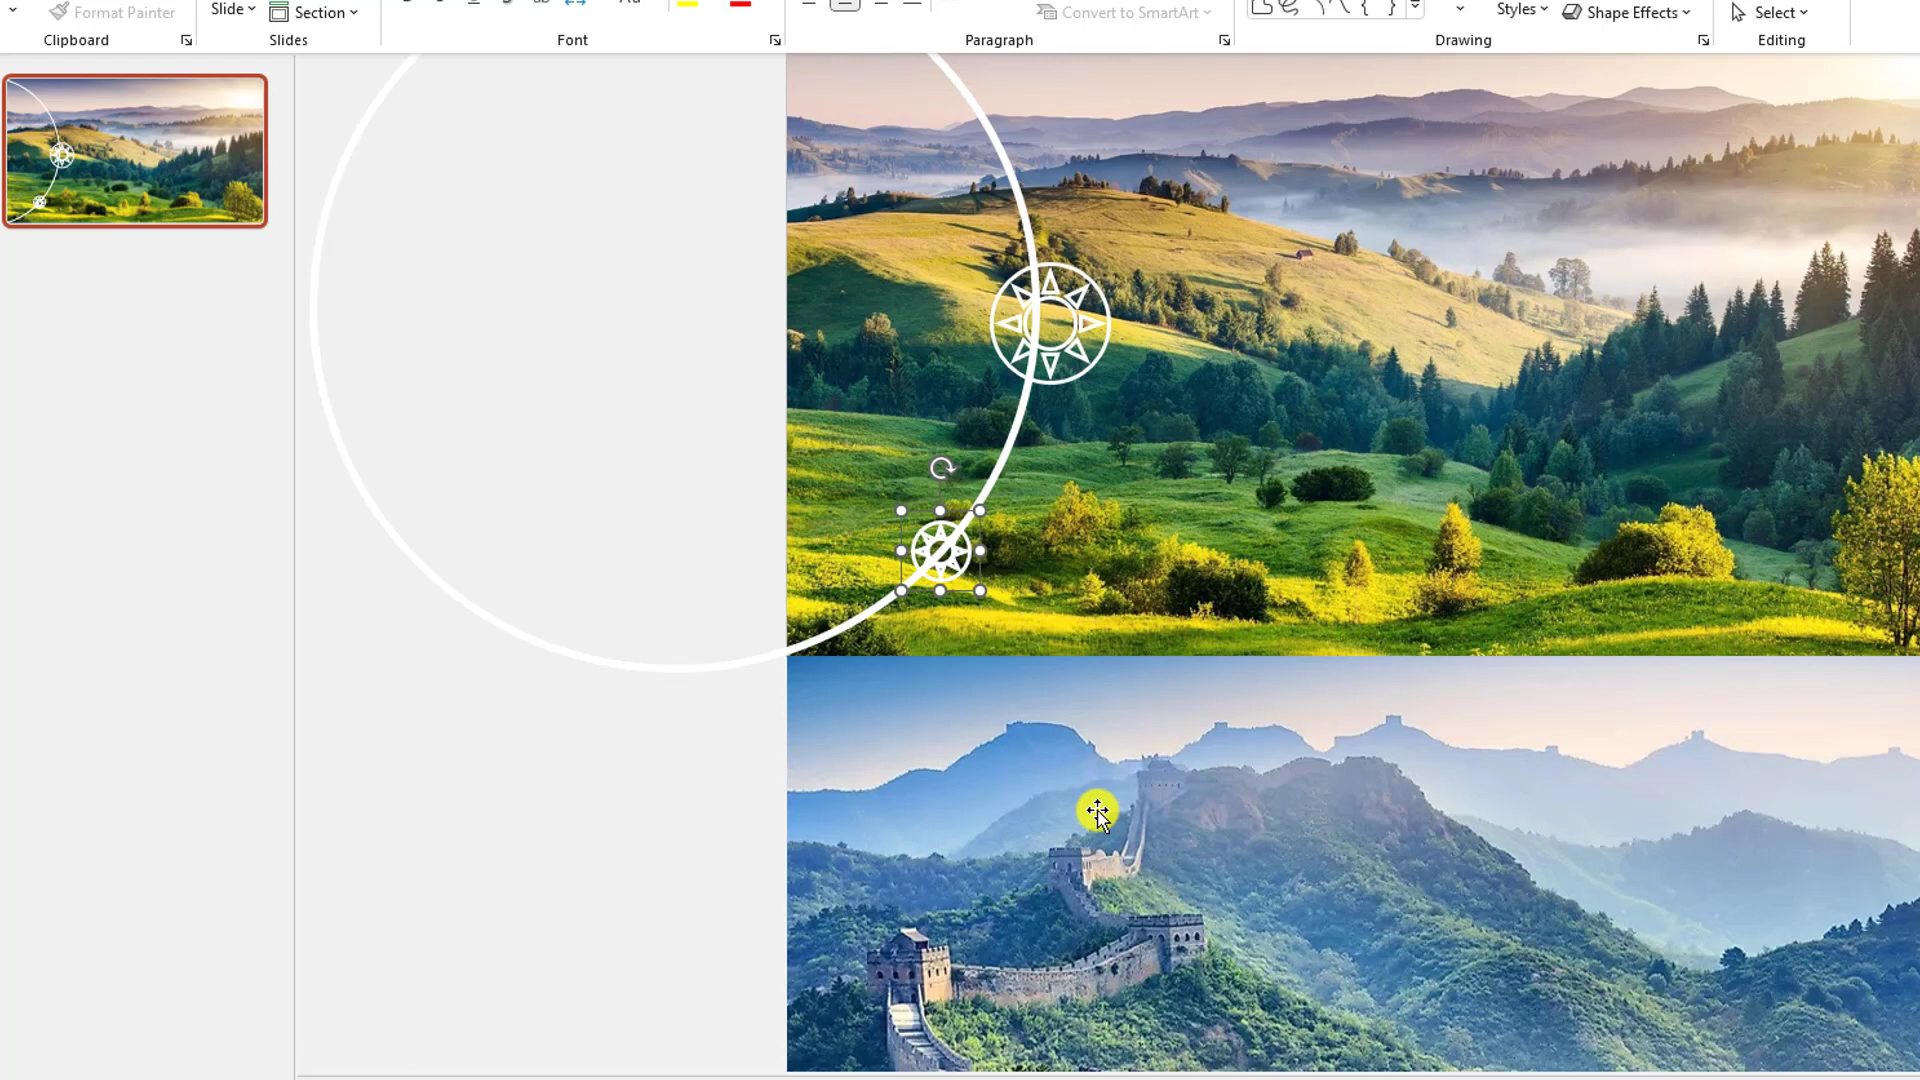 Format Painter
Slide
Section
Convert to SmartArt
Styles
Shape Effects
Select
Clipboard
Slides
Font
Paragraph
Drawing
Editing